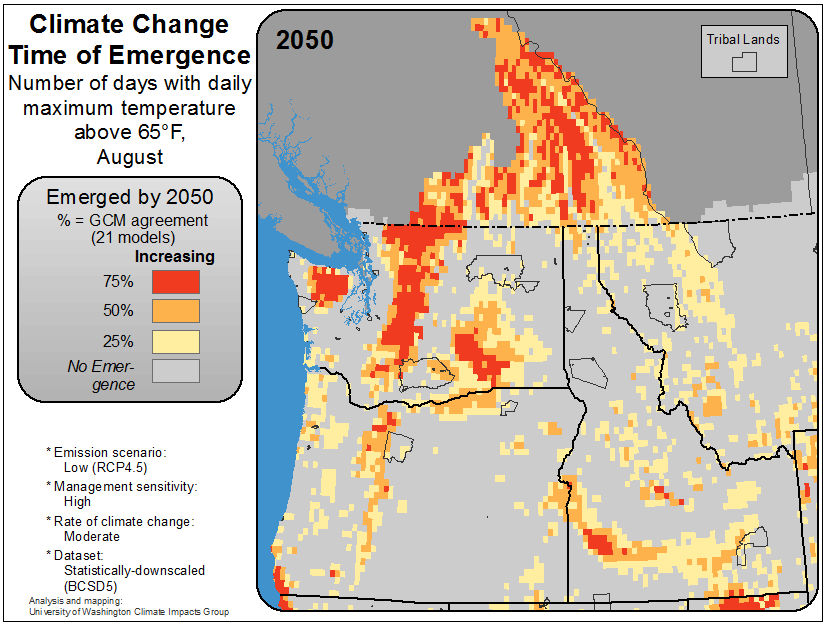 Climate Change
Time of Emergence
Number of days with daily
maximum temperature
above 65°F,
August
Emerged by 2050
% = GCM agreement
(21 models)
Increasing
75%
50%
25%
No Emer-
gence
* Emission scenario:
Low (RCP4.5)
* Management sensitivity:
High
* Rate of climate change:
Moderate
* Dataset:
Statistically-downscaled
(BCSD5)
Analysis and mapping:
University of Washington Climate Impacts Group
2050
Tribal Lands